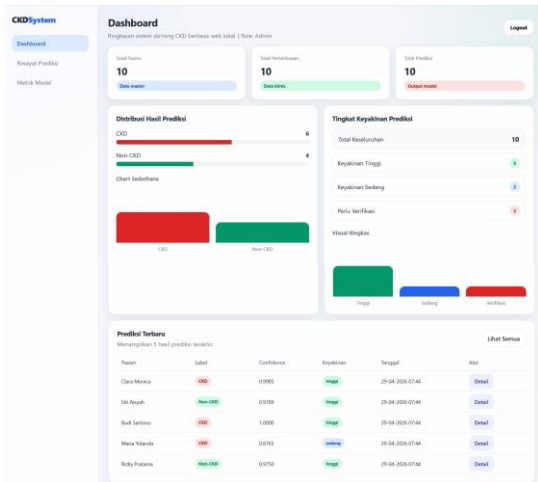 CKDSystem
Dashboard
Riwayat Prediksi
Metrik Model
Dashboard
Ringkasan sistem skrining CKD berbasis web lokal. | Role: Admin
Logout
Total Pasien
10
Data master
Total Pemeriksaan
10
Data klinis
Total Prediksi
10
Output model
Distribusi Hasil Prediksi
CKD 6
Non-CKD 4
Chart Sederhana
CKD Non-CKD
Tingkat Keyakinan Prediksi
Total Keseluruhan 10
Keyakinan Tinggi 6
Keyakinan Sedang 2
Perlu Verifikasi 2
Visual Ringkas
Tinggi Sedang Verifikasi
Prediksi Terbaru
Menampilkan 5 hasil prediksi terakhir.
Lihat Semua
Pasien Label Confidence Keyakinan Tanggal Aksi
Clara Monica CKD 0.9985 tinggi 29-04-2026 07:44 Detail
Siti Aisyah Non-CKD 0.9789 tinggi 29-04-2026 07:44 Detail
Budi Santoso CKD 1.0000 tinggi 29-04-2026 07:44 Detail
Maria Yolanda CKD 0.8765 sedang 29-04-2026 07:44 Detail
Rizky Pratama Non-CKD 0.9750 tinggi 29-04-2026 07:44 Detail